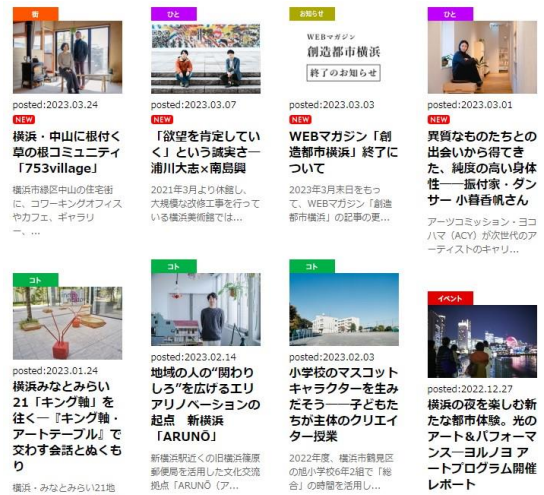 街
posted:2023.03.24
NEW
横浜・中山に根付く
草の根コミュニティ
「753village」
横浜市緑区中山の住宅街
に、コワーキングオフィス
やカフェ、ギャラリ
ー、…
ひと
posted:2023.03.07
NEW
「欲望を肯定してい
く」という誠実さ―
浦川大志×南島興
2021年3月より休館し、
大規模な改修工事を行って
いる横浜美術館では…
お知らせ
WEBマガジン
創造都市横浜
終了のお知らせ
posted:2023.03.03
NEW
WEBマガジン「創
造都市横浜」終了に
ついて
2023年3月末日をもっ
て、WEBマガジン「創造
都市横浜」の記事の更…
ひと
posted:2023.03.01
NEW
異質なものたちとの
出会いから得てき
た、純度の高い身体
性――振付家・ダン
サー 小暮香帆さん
アーツコミッション・ヨコ
ハマ（ACY）が次世代のア
ーティストのキャリ…
コト
posted:2023.01.24
横浜みなとみらい
21「キング軸」を
往く―『キング軸・
アートテーブル』で
交わす会話とぬくも
り
横浜・みなとみらい21地
コト
posted:2023.02.14
地域の人の“関わり
しろ”を広げるエリ
アリノベーションの
起点　新横浜
「ARUNŌ」
新横浜駅近くの旧横浜篠原
郵便局を活用した文化交流
拠点「ARUNŌ（ア…
コト
posted:2023.02.03
小学校のマスコット
キャラクターを生み
だそう――子どもたち
が主体のクリエイ
ター授業
2022年度、横浜市鶴見区
の旭小学校6年2組で「総
合」の時間を活用し…
イベント
posted:2022.12.27
横浜の夜を楽しむ新
たな都市体験。光の
アート＆パフォーマ
ンス―ヨルノヨ ア
ートプログラム開催
レポート